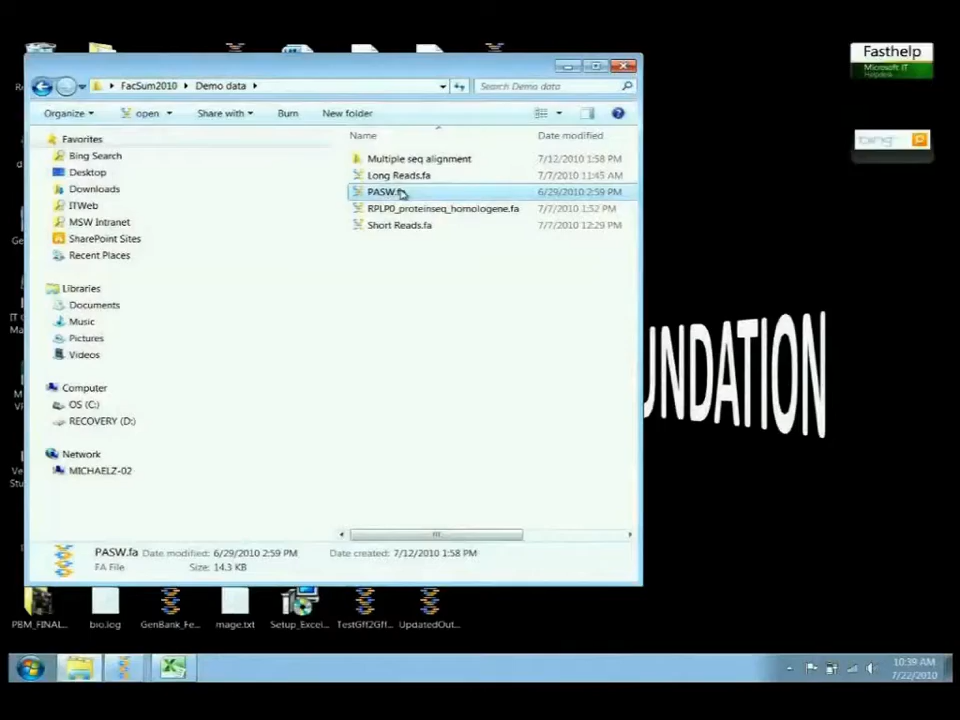 Fasthelp
Microsoft IT
FacSum2010 Demo data
Search Demo data
Organize open Share with Burn New folder
Name Date modified
Favorites
Bing Search
Desktop
Downloads
ITWeb
MSW Intranet
SharePoint Sites
Recent Places
Libraries
Documents
Music
Pictures
Videos
Computer
OS (C:)
RECOVERY (D:)
Network
MICHAELZ-02
Multiple seq alignment 7/12/2010 1:58 PM
Long Reads.fa 7/7/2010 11:45 AM
PASW.f 6/29/2010 2:59 PM
RPLP0_proteinseq_homologene.fa 7/7/2010 1:52 PM
Short Reads.fa 7/7/2010 12:29 PM
bing
UNDATION
PASW.fa Date modified: 6/29/2010 2:59 PM Date created: 7/12/2010 1:58 PM
FA File Size: 14.3 KB
PBM_FINAL... bio.log GenBank_Fe... mage.txt Setup_Excel... TestGff2Gff... UpdatedOut...
10:39 AM
7/22/2010